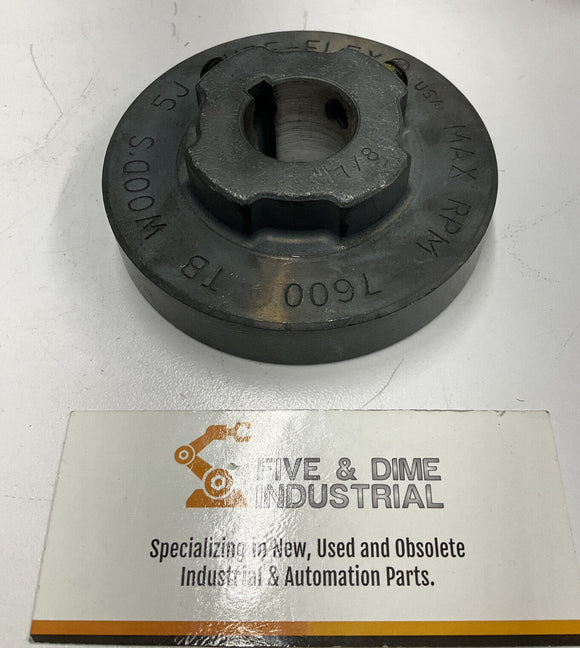 TB WOOD'S 5J
USA
MAX RPM
7600
7/8
FIVE & DIME
INDUSTRIAL
Specializing in New, Used and Obsolete
Industrial & Automation Parts.